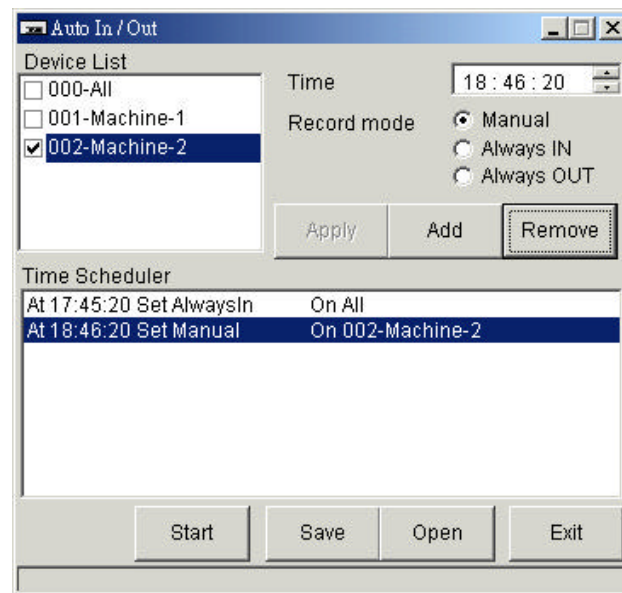 Auto In / Out
Device List
000-All
001-Machine-1
002-Machine-2
Time
18 : 46 : 20
Record mode
Manual
Always IN
Always OUT
Apply
Add
Remove
Time Scheduler
At 17:45:20 Set AlwaysIn On All
At 18:46:20 Set Manual On 002-Machine-2
Start
Save
Open
Exit